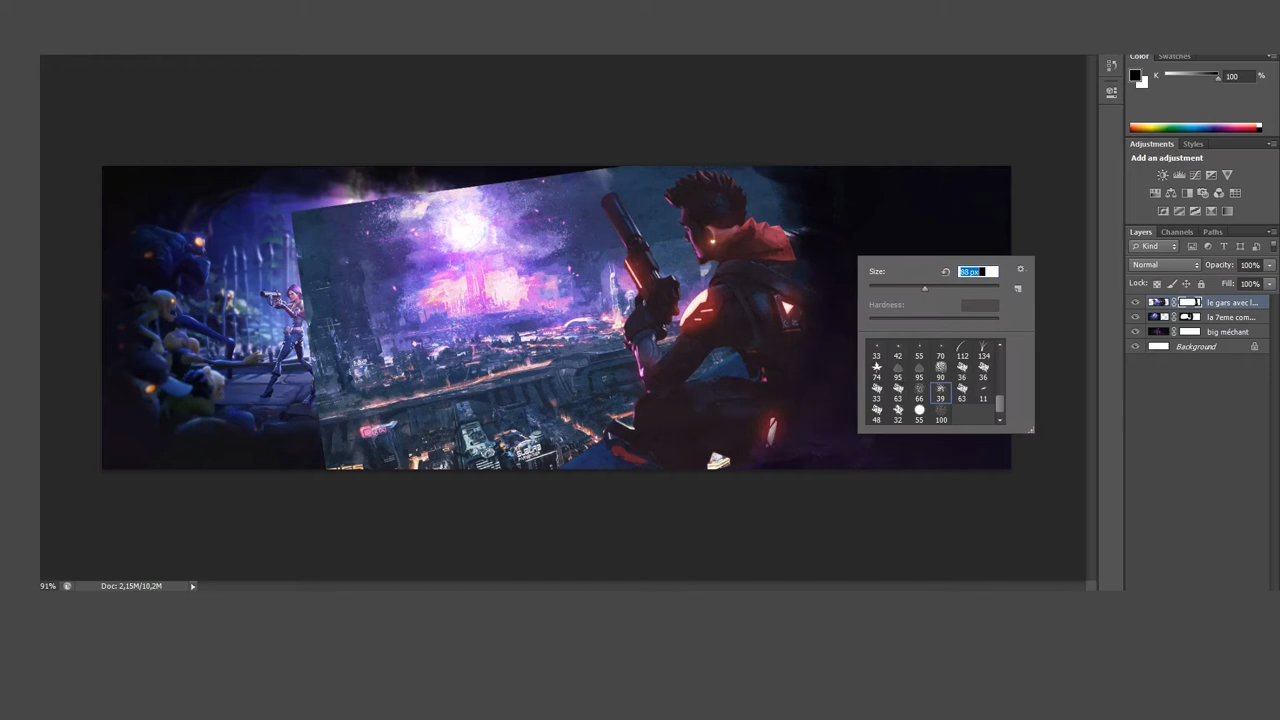 Color Swatches
K 100 %
Adjustments Styles
Add an adjustment
Layers Channels Paths
Kind
Normal Opacity: 100%
Lock: Fill: 100%
le gars avec l...
la 7eme com...
big méchant
Background
Size: 88 px
Hardness:
33 42 55 70 112 134
74 95 95 90 36 36
33 63 66 39 63 11
48 32 55 100
91% Doc: 2,15M/10,2M